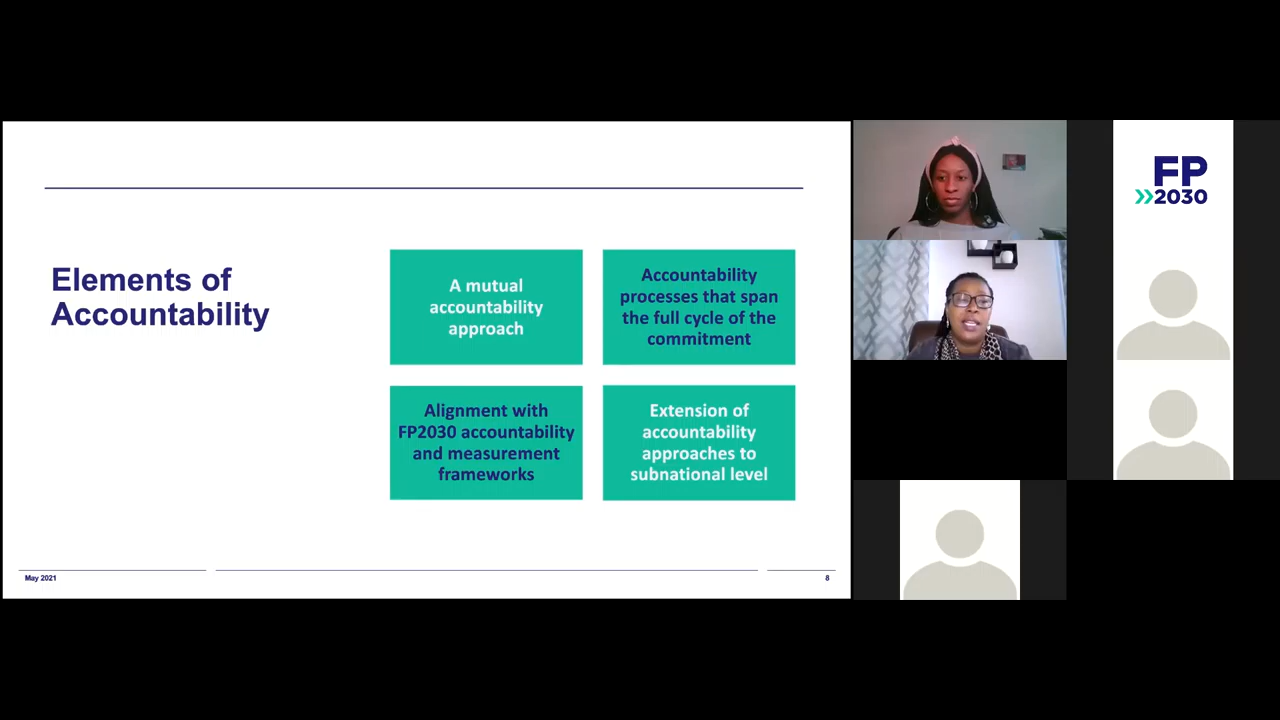 Elements of
Accountability
A mutual
accountability
approach
Accountability
processes that span
the full cycle of the
commitment
Alignment with
FP2030 accountability
and measurement
frameworks
Extension of
accountability
approaches to
subnational level
May 2021
8
FP
2030